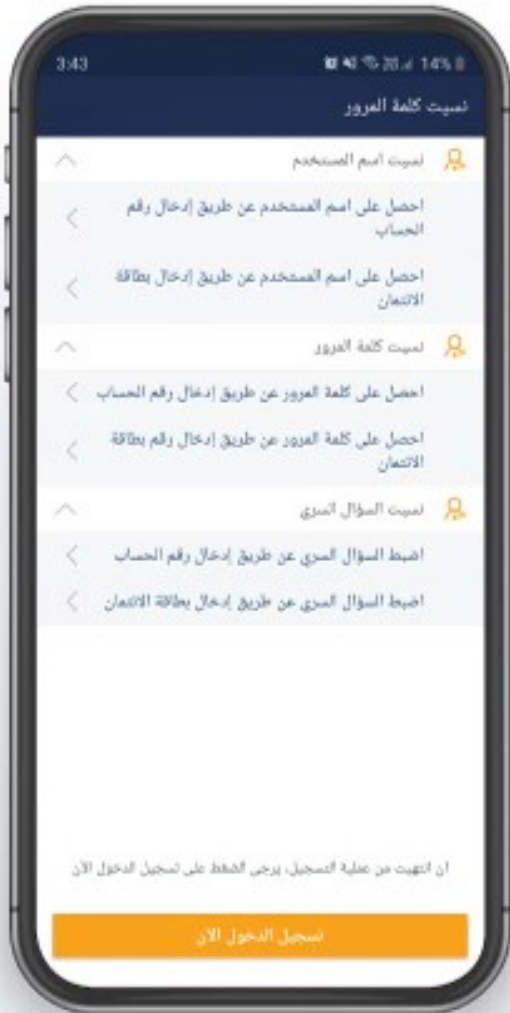 3:43
14%
نسيت كلمة المرور
نسيت اسم المستخدم
احصل على اسم المستخدم عن طريق إدخال رقم
الحساب
احصل على اسم المستخدم عن طريق إدخال بطاقة
الائتمان
نسيت كلمة المرور
احصل على كلمة المرور عن طريق إدخال رقم الحساب
احصل على كلمة المرور عن طريق إدخال رقم بطاقة
الائتمان
نسيت السؤال السري
اضبط السؤال السري عن طريق إدخال رقم الحساب
اضبط السؤال السري عن طريق إدخال بطاقة الائتمان
ان انتهيت من عملية التسجيل، يرجى الضغط على تسجيل الدخول الآن
تسجيل الدخول الآن